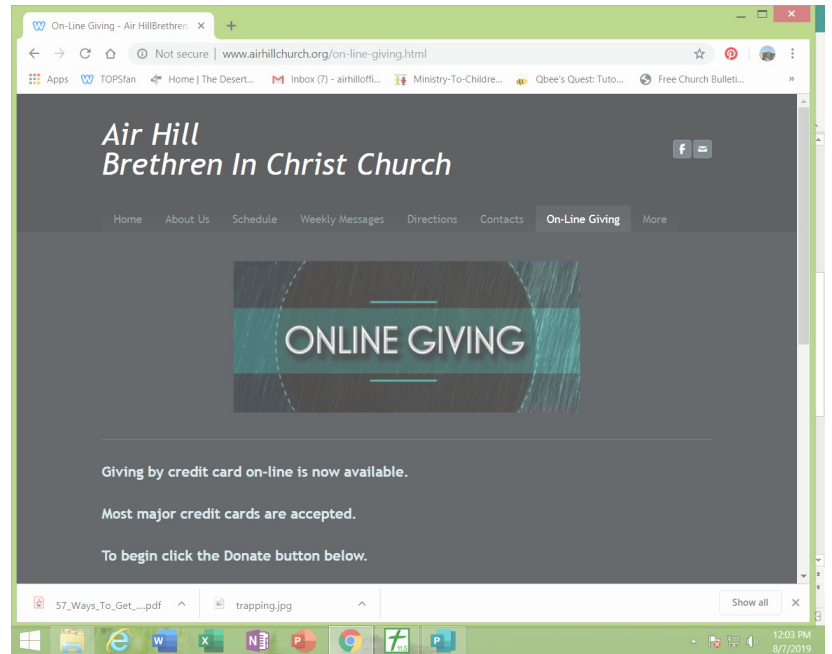 On-Line Giving - Air HillBrethren
Not secure | www.airhillchurch.org/on-line-giving.html
Apps TOPSfan Home | The Desert... Inbox (7) - airhilloffi... Ministry-To-Childre... Qbee's Quest: Tuto... Free Church Bulleti... »
Air Hill
Brethren In Christ Church
Home About Us Schedule Weekly Messages Directions Contacts On-Line Giving More
ONLINE GIVING
Giving by credit card on-line is now available.
Most major credit cards are accepted.
To begin click the Donate button below.
57_Ways_To_Get_....pdf trapping.jpg Show all
12:03 PM
8/7/2019